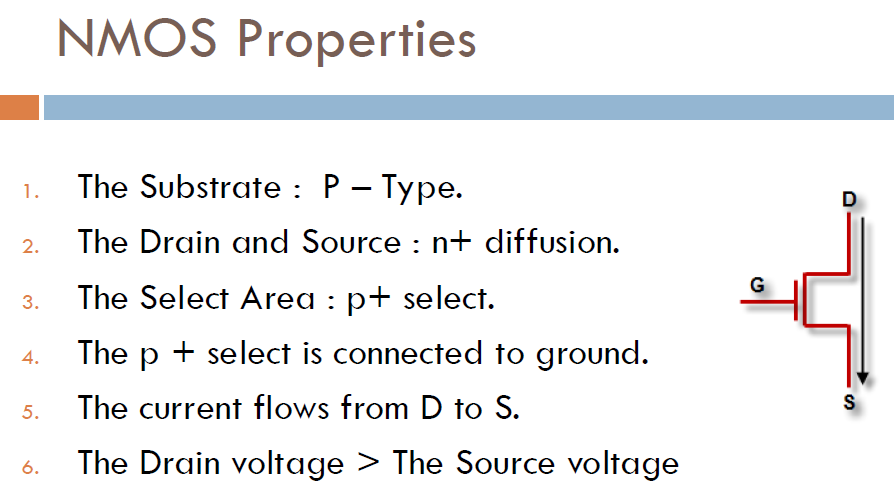 NMOS Properties
1. The Substrate : P – Type.
2. The Drain and Source : n+ diffusion.
3. The Select Area : p+ select.
4. The p + select is connected to ground.
5. The current flows from D to S.
6. The Drain voltage > The Source voltage
D
G
S